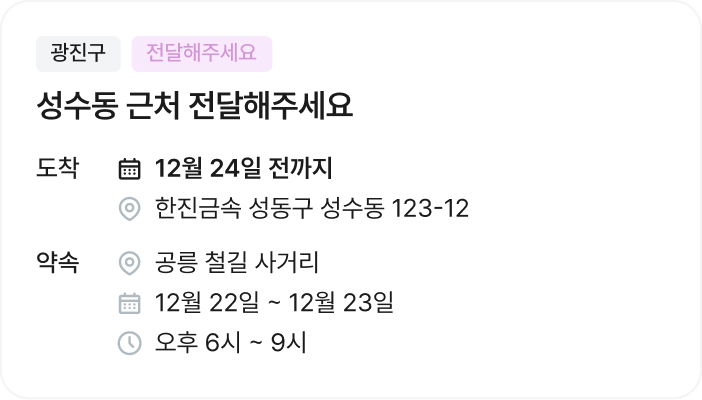 광진구 전달해주세요
성수동 근처 전달해주세요
도착 12월 24일 전까지
한진금속 성동구 성수동 123-12
약속 공릉 철길 사거리
12월 22일 ~ 12월 23일
오후 6시 ~ 9시